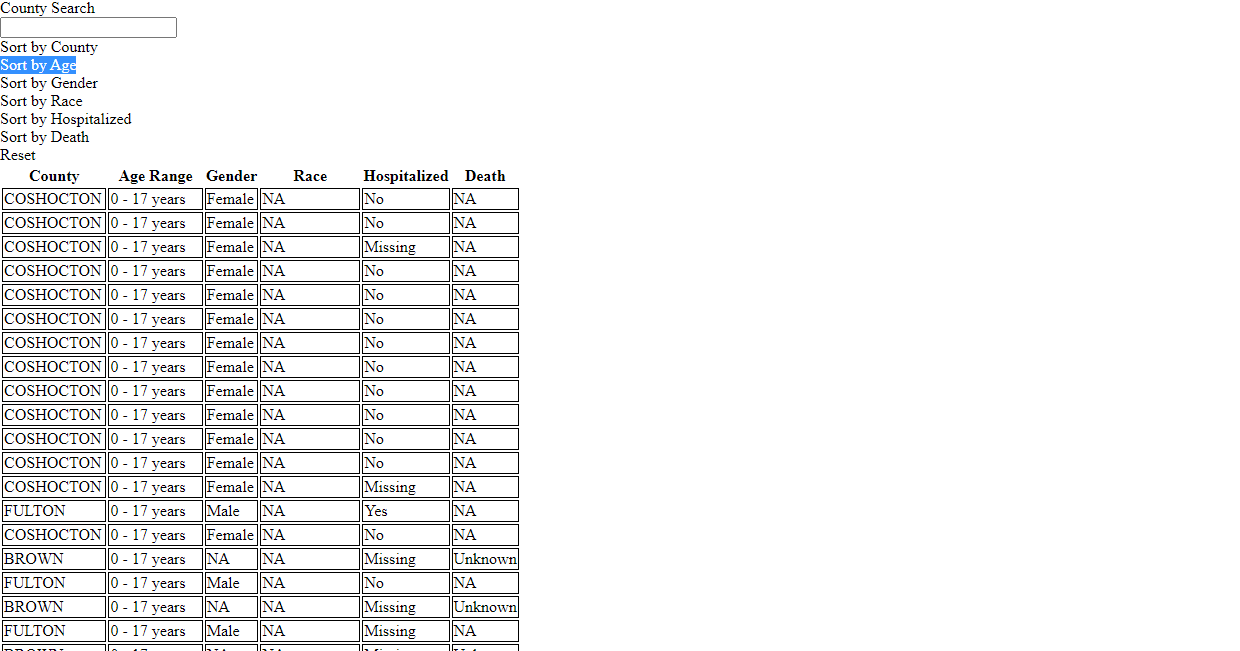 County Search
Sort by County
Sort by Age
Sort by Gender
Sort by Race
Sort by Hospitalized
Sort by Death
Reset
County Age Range Gender Race Hospitalized Death
COSHOCTON 0 - 17 years Female NA No NA
COSHOCTON 0 - 17 years Female NA No NA
COSHOCTON 0 - 17 years Female NA Missing NA
COSHOCTON 0 - 17 years Female NA No NA
COSHOCTON 0 - 17 years Female NA No NA
COSHOCTON 0 - 17 years Female NA No NA
COSHOCTON 0 - 17 years Female NA No NA
COSHOCTON 0 - 17 years Female NA No NA
COSHOCTON 0 - 17 years Female NA No NA
COSHOCTON 0 - 17 years Female NA No NA
COSHOCTON 0 - 17 years Female NA No NA
COSHOCTON 0 - 17 years Female NA No NA
COSHOCTON 0 - 17 years Female NA Missing NA
FULTON 0 - 17 years Male NA Yes NA
COSHOCTON 0 - 17 years Female NA No NA
BROWN 0 - 17 years NA NA Missing Unknown
FULTON 0 - 17 years Male NA No NA
BROWN 0 - 17 years NA NA Missing Unknown
FULTON 0 - 17 years Male NA Missing NA